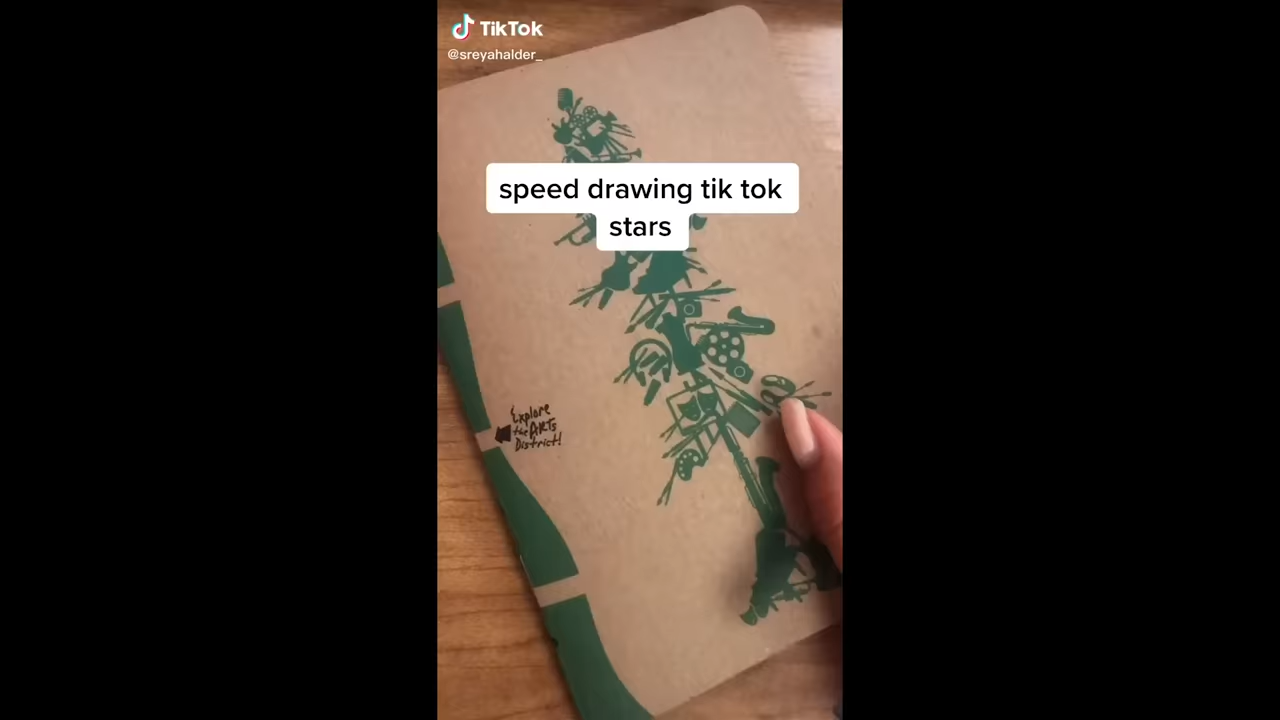 TikTok
@sreyahalder_
speed drawing tik tok
stars
Explore
the ARTs
District!